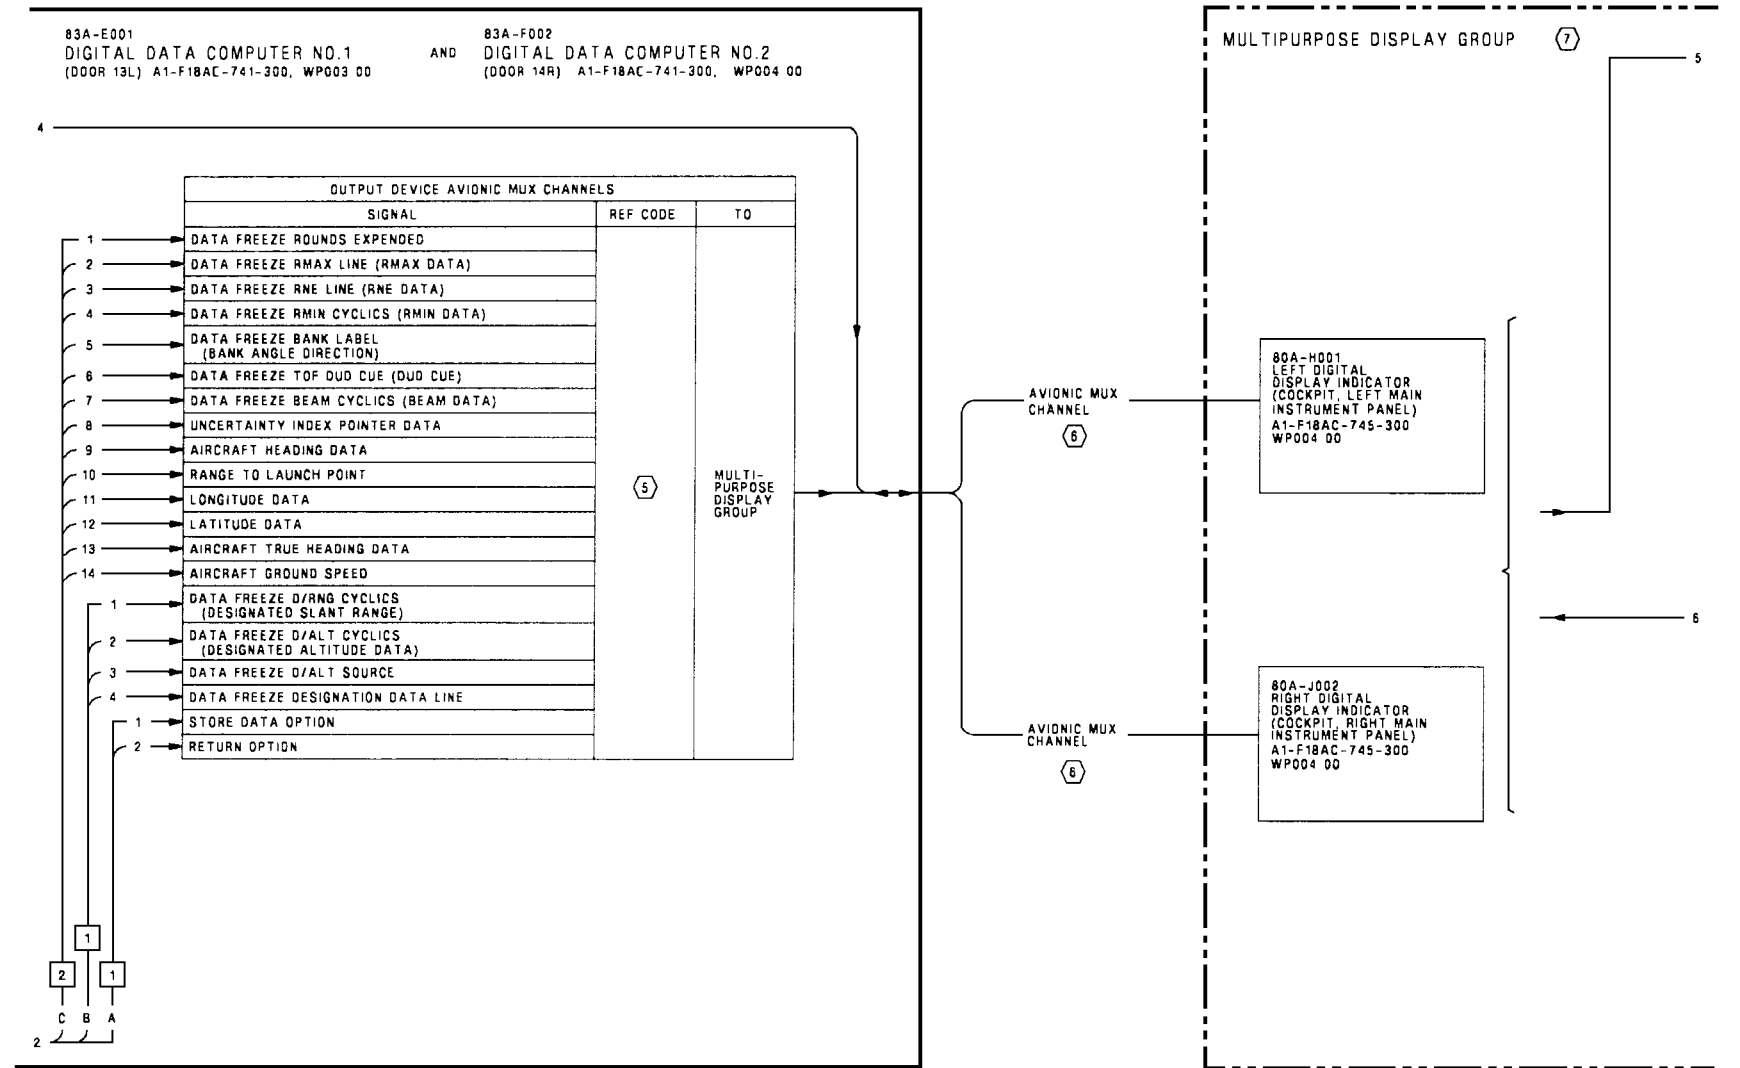 83A-E001
DIGITAL DATA COMPUTER NO.1
(DOOR 13L) A1-F18AC-741-300, WP003 00
AND
83A-F002
DIGITAL DATA COMPUTER NO.2
(DOOR 14R) A1-F18AC-741-300, WP004 00
MULTIPURPOSE DISPLAY GROUP 7
5
4
OUTPUT DEVICE AVIONIC MUX CHANNELS
SIGNAL REF CODE TO
1 DATA FREEZE ROUNDS EXPENDED
2 DATA FREEZE RMAX LINE (RMAX DATA)
3 DATA FREEZE RNE LINE (RNE DATA)
4 DATA FREEZE RMIN CYCLICS (RMIN DATA)
5 DATA FREEZE BANK LABEL
(BANK ANGLE DIRECTION)
6 DATA FREEZE TOF DUD CUE (DUD CUE)
7 DATA FREEZE BEAM CYCLICS (BEAM DATA)
8 UNCERTAINTY INDEX POINTER DATA
9 AIRCRAFT HEADING DATA
10 RANGE TO LAUNCH POINT
11 LONGITUDE DATA
12 LATITUDE DATA
13 AIRCRAFT TRUE HEADING DATA
14 AIRCRAFT GROUND SPEED
1 DATA FREEZE D/RNG CYCLICS
(DESIGNATED SLANT RANGE)
2 DATA FREEZE D/ALT CYCLICS
(DESIGNATED ALTITUDE DATA)
3 DATA FREEZE D/ALT SOURCE
4 DATA FREEZE DESIGNATION DATA LINE
1 STORE DATA OPTION
2 RETURN OPTION
5
MULTI-
PURPOSE
DISPLAY
GROUP
AVIONIC MUX
CHANNEL
6
80A-H001
LEFT DIGITAL
DISPLAY INDICATOR
(COCKPIT, LEFT MAIN
INSTRUMENT PANEL)
A1-F18AC-745-300
WP004 00
6
AVIONIC MUX
CHANNEL
6
80A-J002
RIGHT DIGITAL
DISPLAY INDICATOR
(COCKPIT, RIGHT MAIN
INSTRUMENT PANEL)
A1-F18AC-745-300
WP004 00
1
2 1
C B A
2